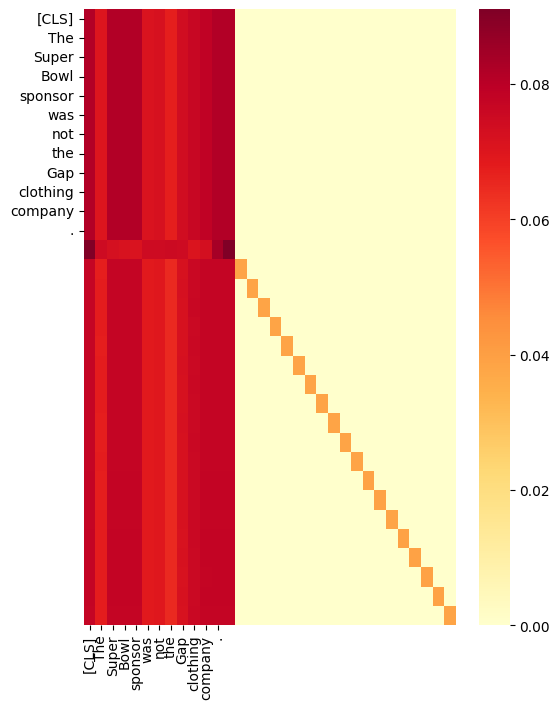 [CLS]
The
Super
Bowl
sponsor
was
not
the
Gap
clothing
company
.
0.08
0.06
0.04
0.02
0.00
[CLS]
The
Super
Bowl
sponsor
was
not
the
Gap
clothing
company
.